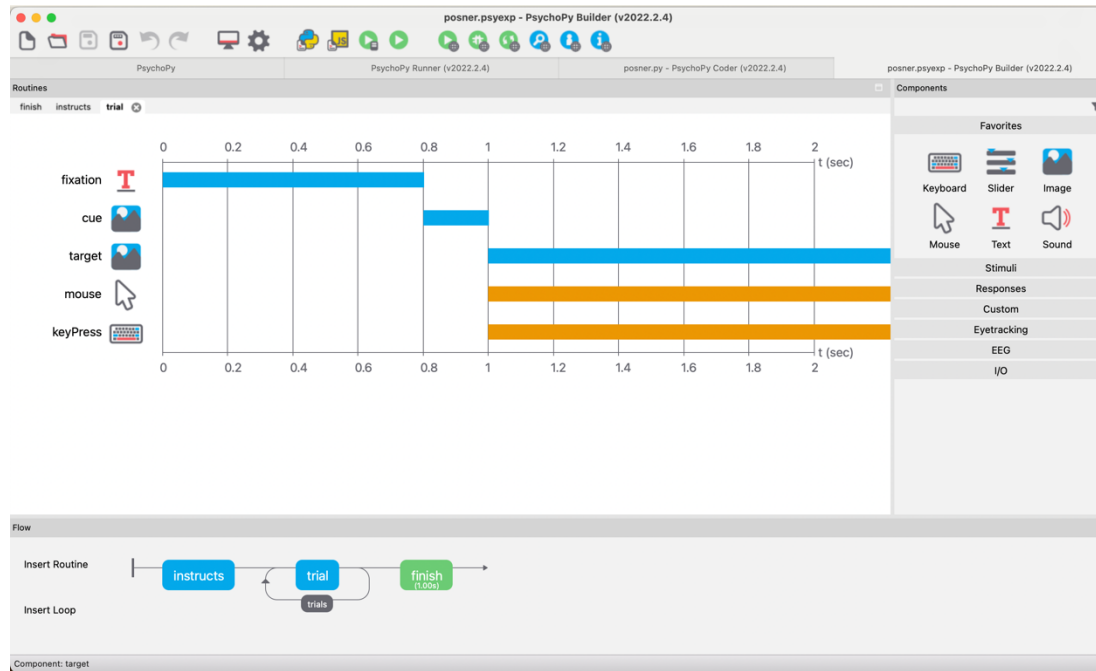 posner.psyexp - PsychoPy Builder (v2022.2.4)
JS
PsychoPy
PsychoPy Runner (v2022.2.4)
posner.py - PsychoPy Coder (v2022.2.4)
posner.psyexp - PsychoPy Builder (v2022.2.4)
Routines
Components
finish instructs trial
Favorites
0 0.2 0.4 0.6 0.8 1 1.2 1.4 1.6 1.8 2
t (sec)
fixation T
cue
target
mouse
keyPress
t (sec)
0 0.2 0.4 0.6 0.8 1 1.2 1.4 1.6 1.8 2
Keyboard Slider Image
T
Mouse Text Sound
Stimuli
Responses
Custom
Eyetracking
EEG
I/O
Flow
Insert Routine
instructs trial finish
(1.00s)
trials
Insert Loop
Component: target